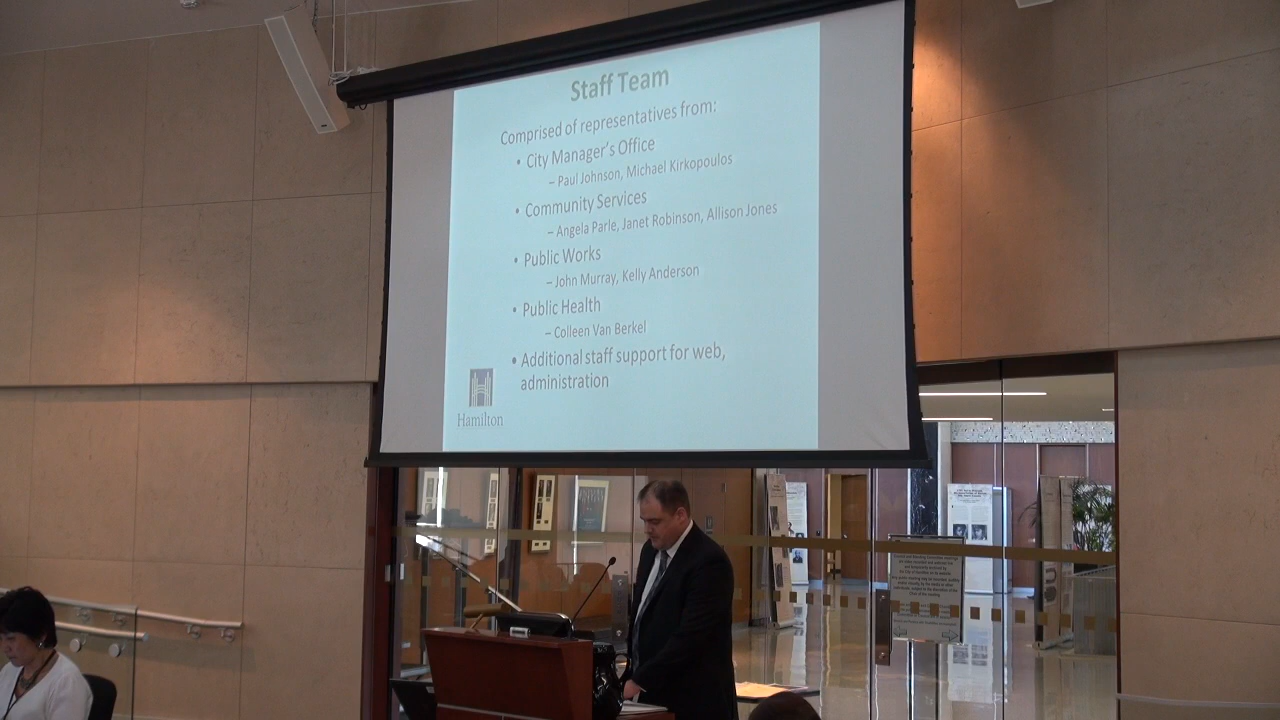 Staff Team
Comprised of representatives from:
• City Manager's Office
– Paul Johnson, Michael Kirkopoulos
• Community Services
– Angela Parle, Janet Robinson, Allison Jones
• Public Works
– John Murray, Kelly Anderson
• Public Health
– Colleen Van Berkel
• Additional staff support for web,
administration
Hamilton